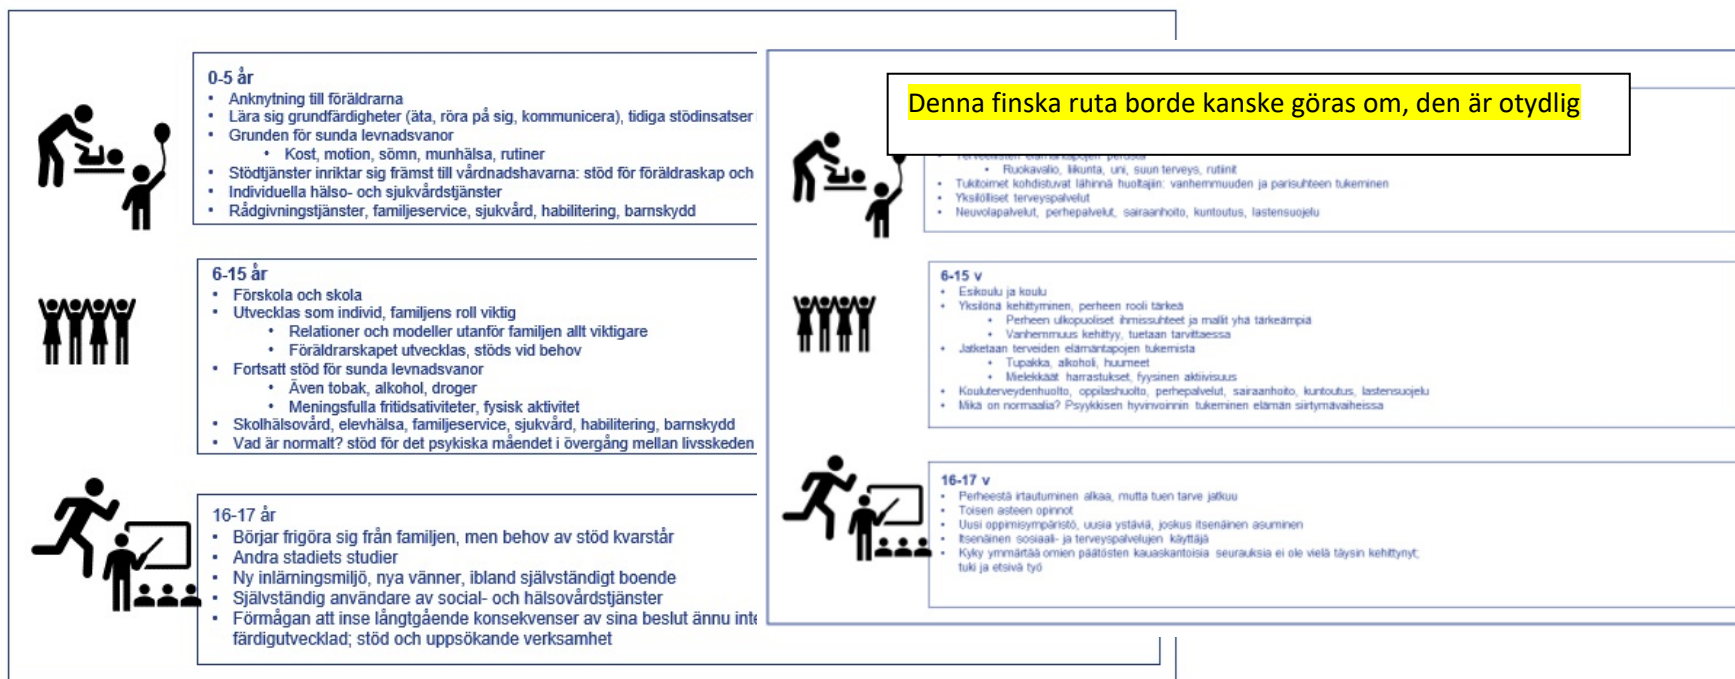 0-5 år
• Anknytning till föräldrarna
• Lära sig grundfärdigheter (äta, röra på sig, kommunicera), tidiga stödinsatser
• Grunden för sunda levnadsvanor
• Kost, motion, sömn, munhälsa, rutiner
• Stödtjänster inriktar sig främst till vårdnadshavarna: stöd för föräldraskap och
• Individuella hälso- och sjukvårdstjänster
• Rådgivningstjänster, familjeservice, sjukvård, habilitering, barnskydd
6-15 år
• Förskola och skola
• Utvecklas som individ, familjens roll viktig
• Relationer och modeller utanför familjen allt viktigare
• Föräldrarskapet utvecklas, stöds vid behov
• Fortsatt stöd för sunda levnadsvanor
• Även tobak, alkohol, droger
• Meningsfulla fritidsativiteter, fysisk aktivitet
• Skolhälsovård, elevhälsa, familjeservice, sjukvård, habilitering, barnskydd
• Vad är normalt? stöd för det psykiska måendet i övergång mellan livsskeden
16-17 år
• Börjar frigöra sig från familjen, men behov av stöd kvarstår
• Andra stadiets studier
• Ny inlärningsmiljö, nya vänner, ibland självständigt boende
• Självständig användare av social- och hälsovårdstjänster
• Förmågan att inse långtgående konsekvenser av sina beslut ännu inte
färdigutvecklad; stöd och uppsökande verksamhet
Denna finska ruta borde kanske göras om, den är otydlig
• Terveellisten elämäntapojen perusta
• Ruokavalio, liikunta, uni, suun terveys, rutiinit
• Tukitoimet kohdistuvat lähinnä huoltajiin: vanhemmuuden ja parisuhteen tukeminen
• Yksilölliset terveyspalvelut
• Neuvolapalvelut, perhepalvelut, sairaanhoito, kuntoutus, lastensuojelu
6-15 v
• Esikoulu ja koulu
• Yksilönä kehittyminen, perheen rooli tärkeä
• Perheen ulkopuoliset ihmissuhteet ja mallit yhä tärkeämpiä
• Vanhemmuus kehittyy, tuetaan tarvittaessa
• Jatketaan terveiden elämäntapojen tukemista
• Tupakka, alkoholi, huumeet
• Mielekkäät harrastukset, fyysinen aktiivisuus
• Kouluterveydenhuolto, oppilashuolto, perhepalvelut, sairaanhoito, kuntoutus, lastensuojelu
• Mikä on normaalia? Psyykkisen hyvinvoinnin tukeminen elämän siirtymävaiheissa
16-17 v
• Perheestä irtautuminen alkaa, mutta tuen tarve jatkuu
• Toisen asteen opinnot
• Uusi oppimisympäristö, uusia ystäviä, joskus itsenäinen asuminen
• Itsenäinen sosiaali- ja terveyspalvelujen käyttäjä
• Kyky ymmärtää omien päätösten kauaskantoisia seurauksia ei ole vielä täysin kehittynyt;
tuki ja etsivä työ